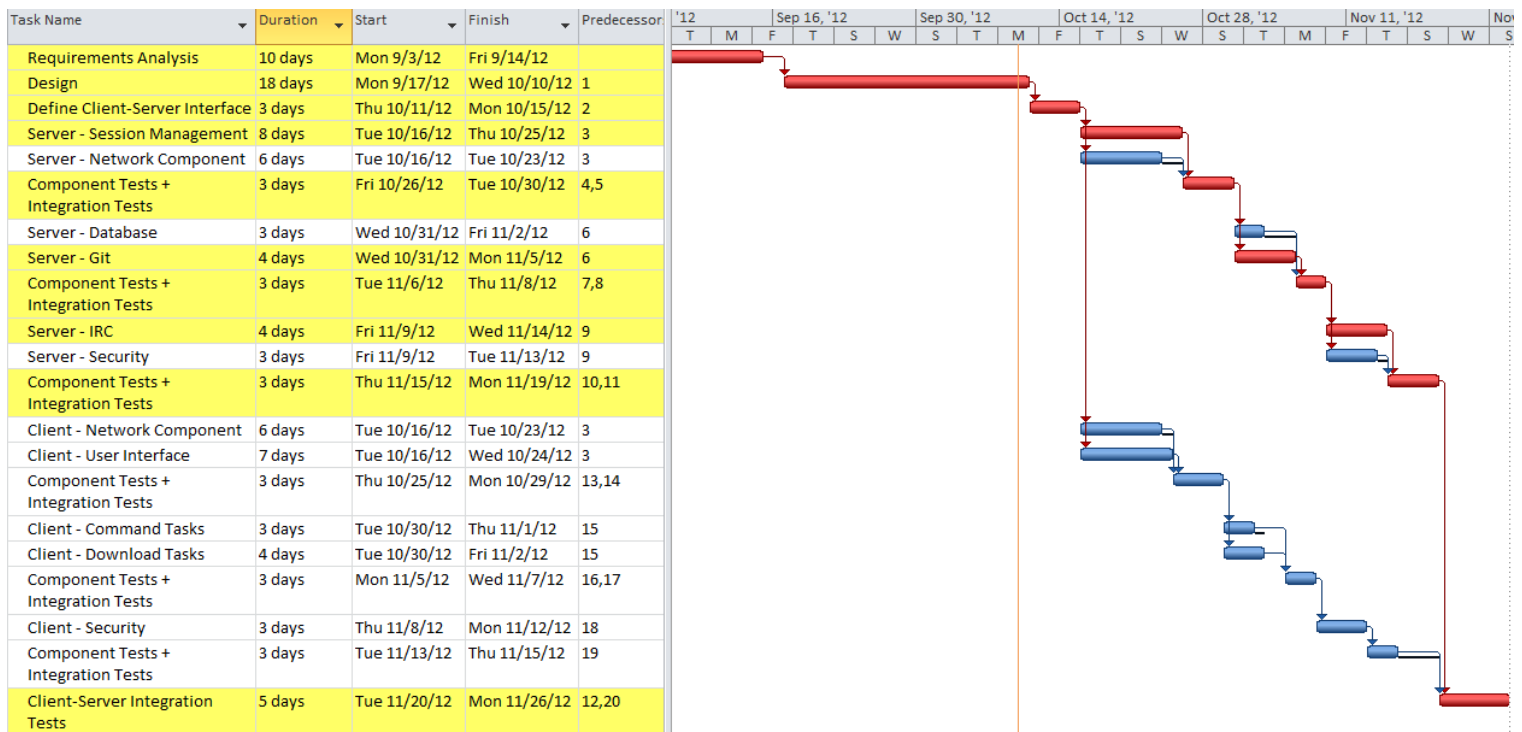 Task Name Duration Start Finish Predecessor '12 Sep 16, '12 Sep 30, '12 Oct 14, '12 Oct 28, '12 Nov 11, '12
T M F T S W S T M F T S W S T M F T S W S
Requirements Analysis 10 days Mon 9/3/12 Fri 9/14/12
Design 18 days Mon 9/17/12 Wed 10/10/12 1
Define Client-Server Interface 3 days Thu 10/11/12 Mon 10/15/12 2
Server - Session Management 8 days Tue 10/16/12 Thu 10/25/12 3
Server - Network Component 6 days Tue 10/16/12 Tue 10/23/12 3
Component Tests + 3 days Fri 10/26/12 Tue 10/30/12 4,5
Integration Tests
Server - Database 3 days Wed 10/31/12 Fri 11/2/12 6
Server - Git 4 days Wed 10/31/12 Mon 11/5/12 6
Component Tests + 3 days Tue 11/6/12 Thu 11/8/12 7,8
Integration Tests
Server - IRC 4 days Fri 11/9/12 Wed 11/14/12 9
Server - Security 3 days Fri 11/9/12 Tue 11/13/12 9
Component Tests + 3 days Thu 11/15/12 Mon 11/19/12 10,11
Integration Tests
Client - Network Component 6 days Tue 10/16/12 Tue 10/23/12 3
Client - User Interface 7 days Tue 10/16/12 Wed 10/24/12 3
Component Tests + 3 days Thu 10/25/12 Mon 10/29/12 13,14
Integration Tests
Client - Command Tasks 3 days Tue 10/30/12 Thu 11/1/12 15
Client - Download Tasks 4 days Tue 10/30/12 Fri 11/2/12 15
Component Tests + 3 days Mon 11/5/12 Wed 11/7/12 16,17
Integration Tests
Client - Security 3 days Thu 11/8/12 Mon 11/12/12 18
Component Tests + 3 days Tue 11/13/12 Thu 11/15/12 19
Integration Tests
Client-Server Integration 5 days Tue 11/20/12 Mon 11/26/12 12,20
Tests